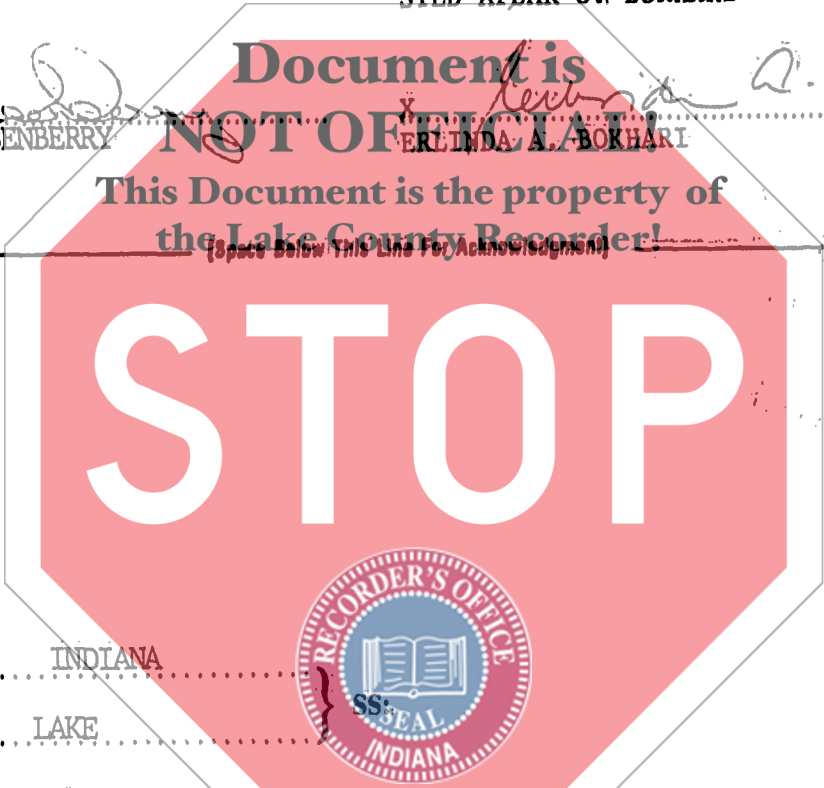 Document is
NOT OFFICIAL!
ENBERRY
X
ERLINDA A. BOKHARI
This Document is the property of
the Lake County Recorder!
(Space Below This Line For Acknowledgment)
STOP
RECORDER'S OFFICE
SEAL
INDIANA
INDIANA
SS:
LAKE